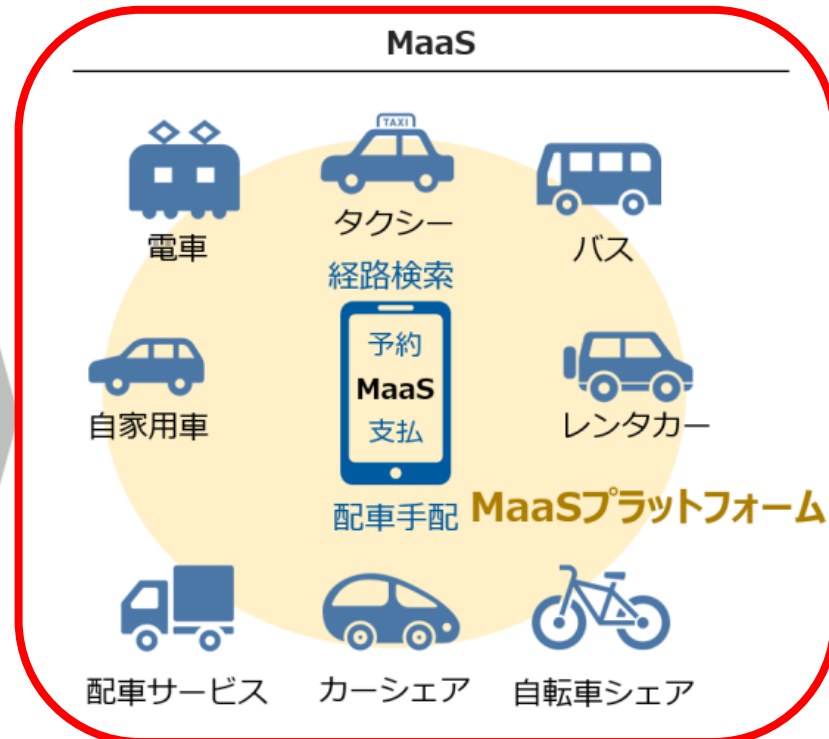 MaaS
TAXI
電車
タクシー
バス
経路検索
予約
MaaS
支払
自家用車
レンタカー
配車手配
MaaSプラットフォーム
配車サービス
カーシェア
自転車シェア